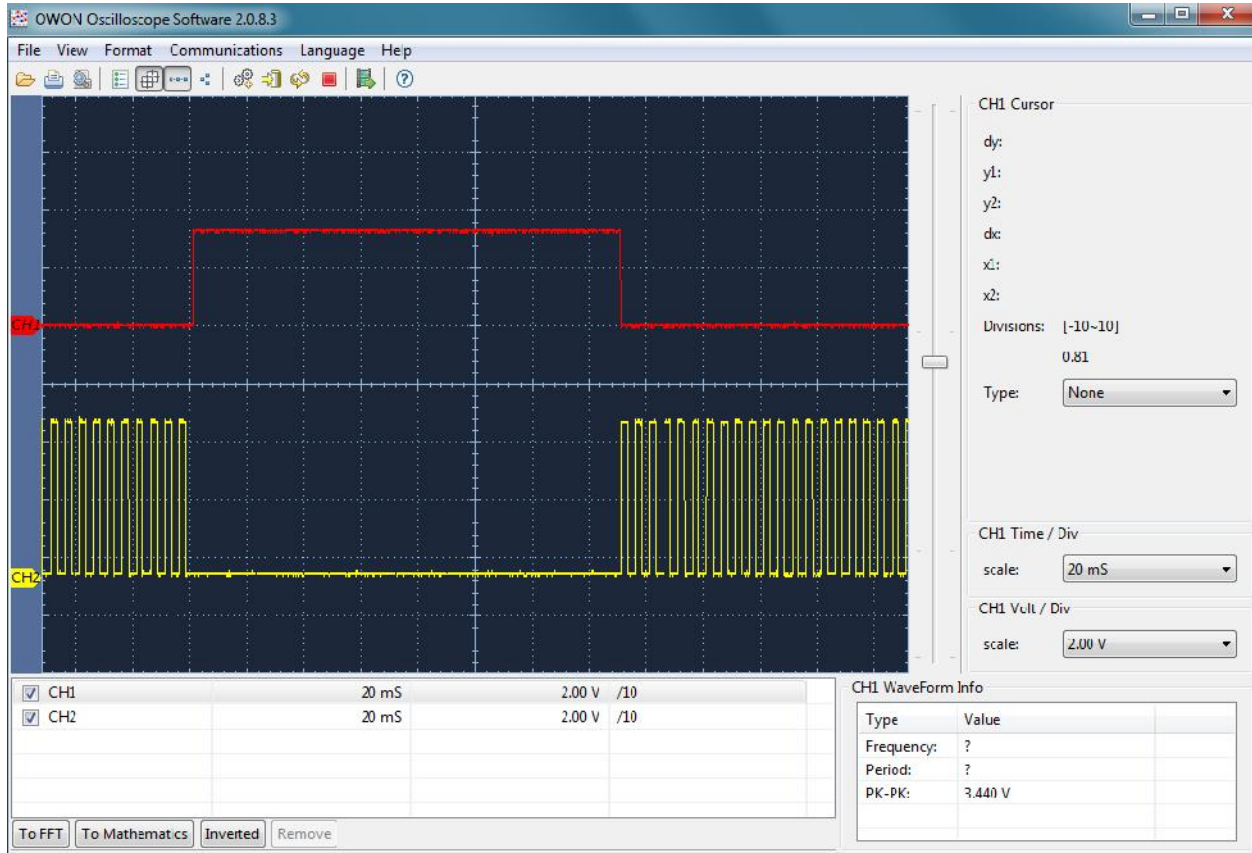 OWON Oscilloscope Software 2.0.8.3
File View Format Communications Language Help
CH1 Cursor
dy:
y1:
y2:
dx:
x1:
x2:
Divisions: [-10~10]
0.81
Type: None
CH1
CH2
CH1 Time / Div
scale: 20 mS
CH1 Volt / Div
scale: 2.00 V
CH1 20 mS 2.00 V /10
CH2 20 mS 2.00 V /10
To FFT To Mathematics Inverted Remove
CH1 WaveForm Info
Type Value
Frequency: ?
Period: ?
PK-PK: 3.440 V